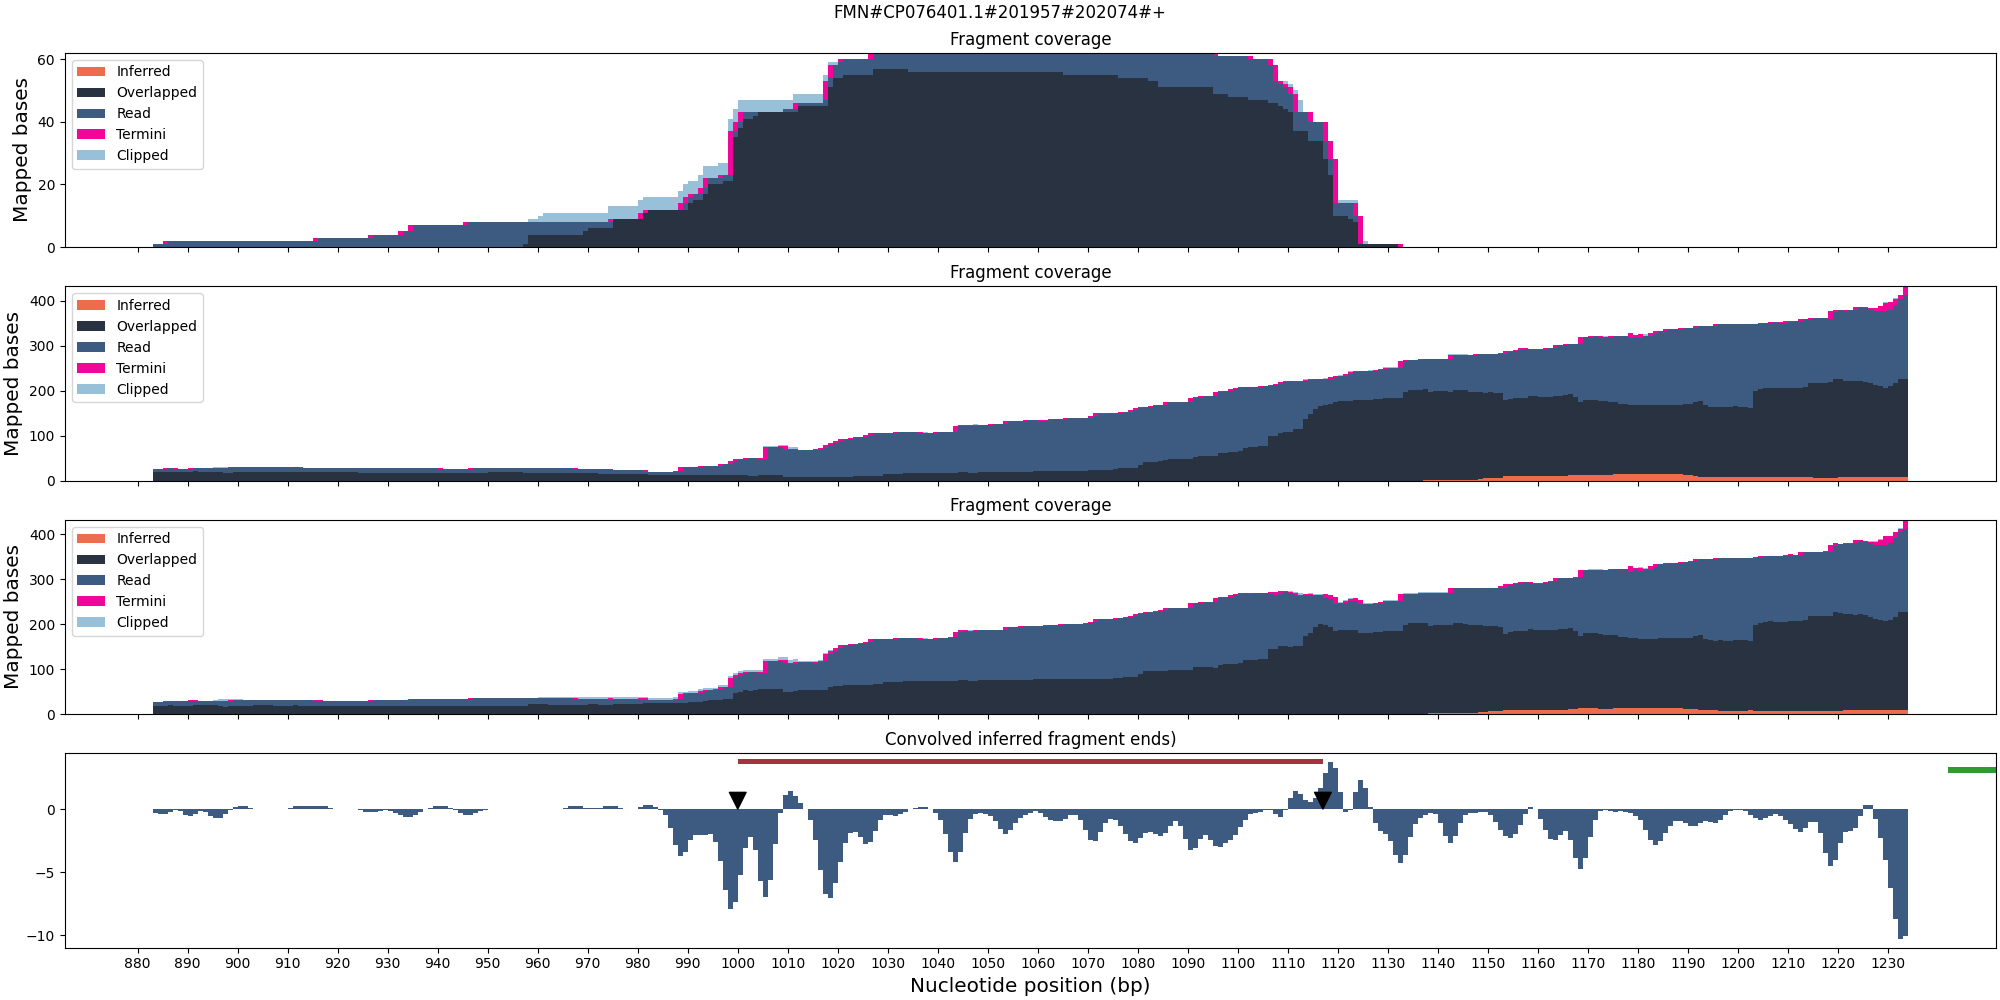 FMN#CP076401.1#201957#202074#+
Fragment coverage
Mapped bases
60
40
20
0
Inferred
Overlapped
Read
Termini
Clipped
Fragment coverage
Mapped bases
400
300
200
100
0
Inferred
Overlapped
Read
Termini
Clipped
Fragment coverage
Mapped bases
400
300
200
100
0
Inferred
Overlapped
Read
Termini
Clipped
Convolved inferred fragment ends)
0
−5
−10
880 890 900 910 920 930 940 950 960 970 980 990 1000 1010 1020 1030 1040 1050 1060 1070 1080 1090 1100 1110 1120 1130 1140 1150 1160 1170 1180 1190 1200 1210 1220 1230
Nucleotide position (bp)